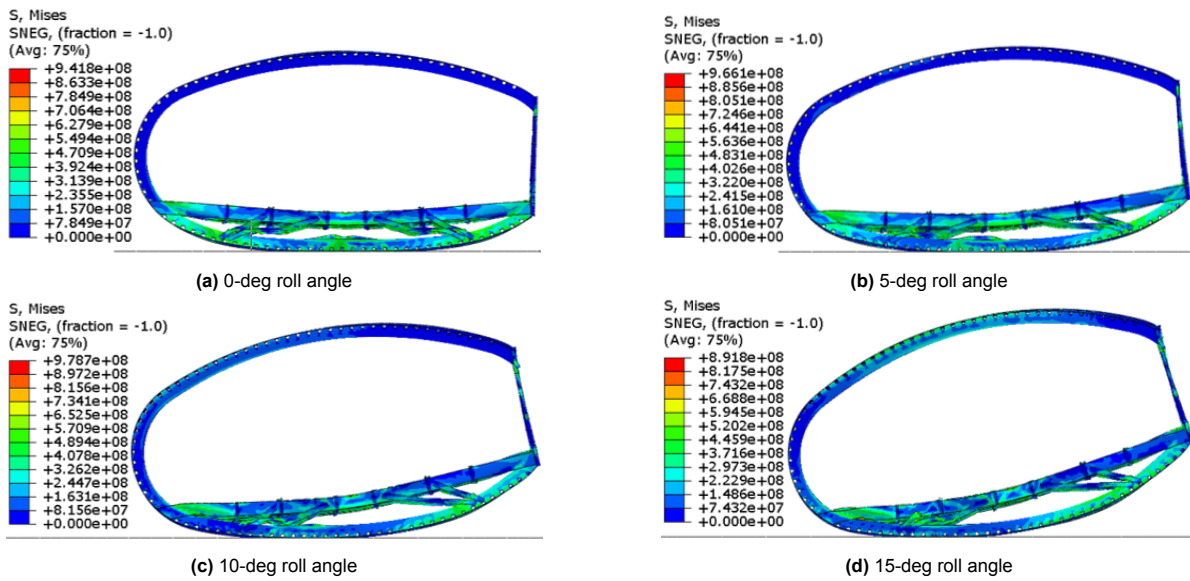 S, Mises
SNEG, (fraction = -1.0)
(Avg: 75%)
+9.418e+08
+8.633e+08
+7.849e+08
+7.064e+08
+6.279e+08
+5.494e+08
+4.709e+08
+3.924e+08
+3.139e+08
+2.355e+08
+1.570e+08
+7.849e+07
+0.000e+00
(a) 0-deg roll angle
S, Mises
SNEG, (fraction = -1.0)
(Avg: 75%)
+9.661e+08
+8.856e+08
+8.051e+08
+7.246e+08
+6.441e+08
+5.636e+08
+4.831e+08
+4.026e+08
+3.220e+08
+2.415e+08
+1.610e+08
+8.051e+07
+0.000e+00
(b) 5-deg roll angle
S, Mises
SNEG, (fraction = -1.0)
(Avg: 75%)
+9.787e+08
+8.972e+08
+8.156e+08
+7.341e+08
+6.525e+08
+5.709e+08
+4.894e+08
+4.078e+08
+3.262e+08
+2.447e+08
+1.631e+08
+8.156e+07
+0.000e+00
(c) 10-deg roll angle
S, Mises
SNEG, (fraction = -1.0)
(Avg: 75%)
+8.918e+08
+8.175e+08
+7.432e+08
+6.688e+08
+5.945e+08
+5.202e+08
+4.459e+08
+3.716e+08
+2.973e+08
+2.229e+08
+1.486e+08
+7.432e+07
+0.000e+00
(d) 15-deg roll angle